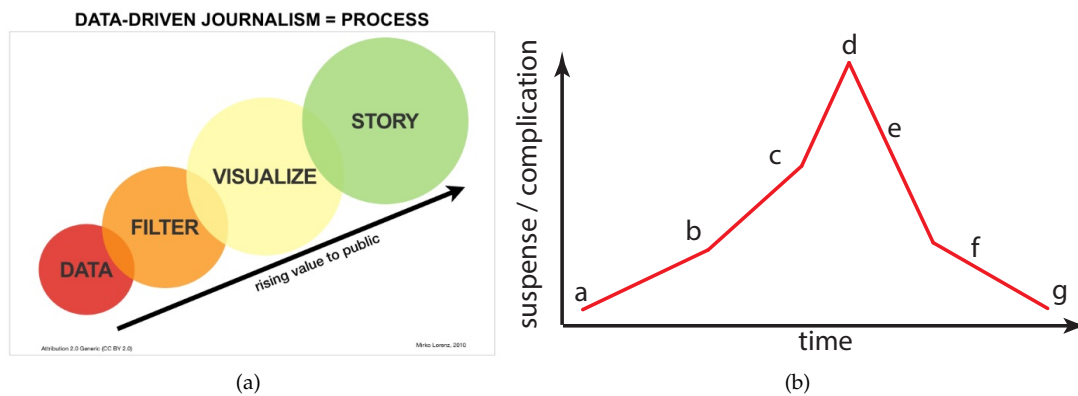 DATA-DRIVEN JOURNALISM = PROCESS
DATA
FILTER
VISUALIZE
STORY
rising value to public
Attribution 2.0 Generic (CC BY 2.0)
Mirko Lorenz, 2010
(a)
suspense / complication
a
b
c
d
e
f
g
time
(b)